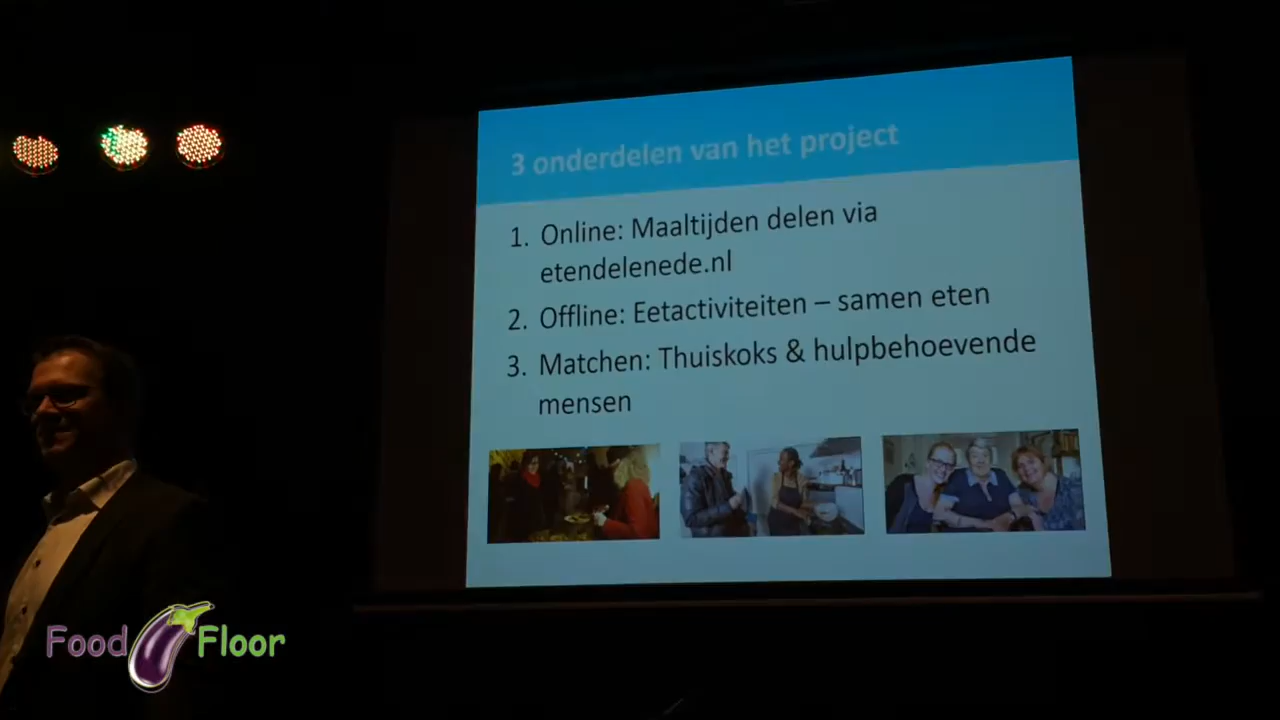 3 onderdelen van het project
1. Online: Maaltijden delen via
etendelenede.nl
2. Offline: Eetactiviteiten – samen eten
3. Matchen: Thuiskoks & hulpbehoevende
mensen
Food Floor